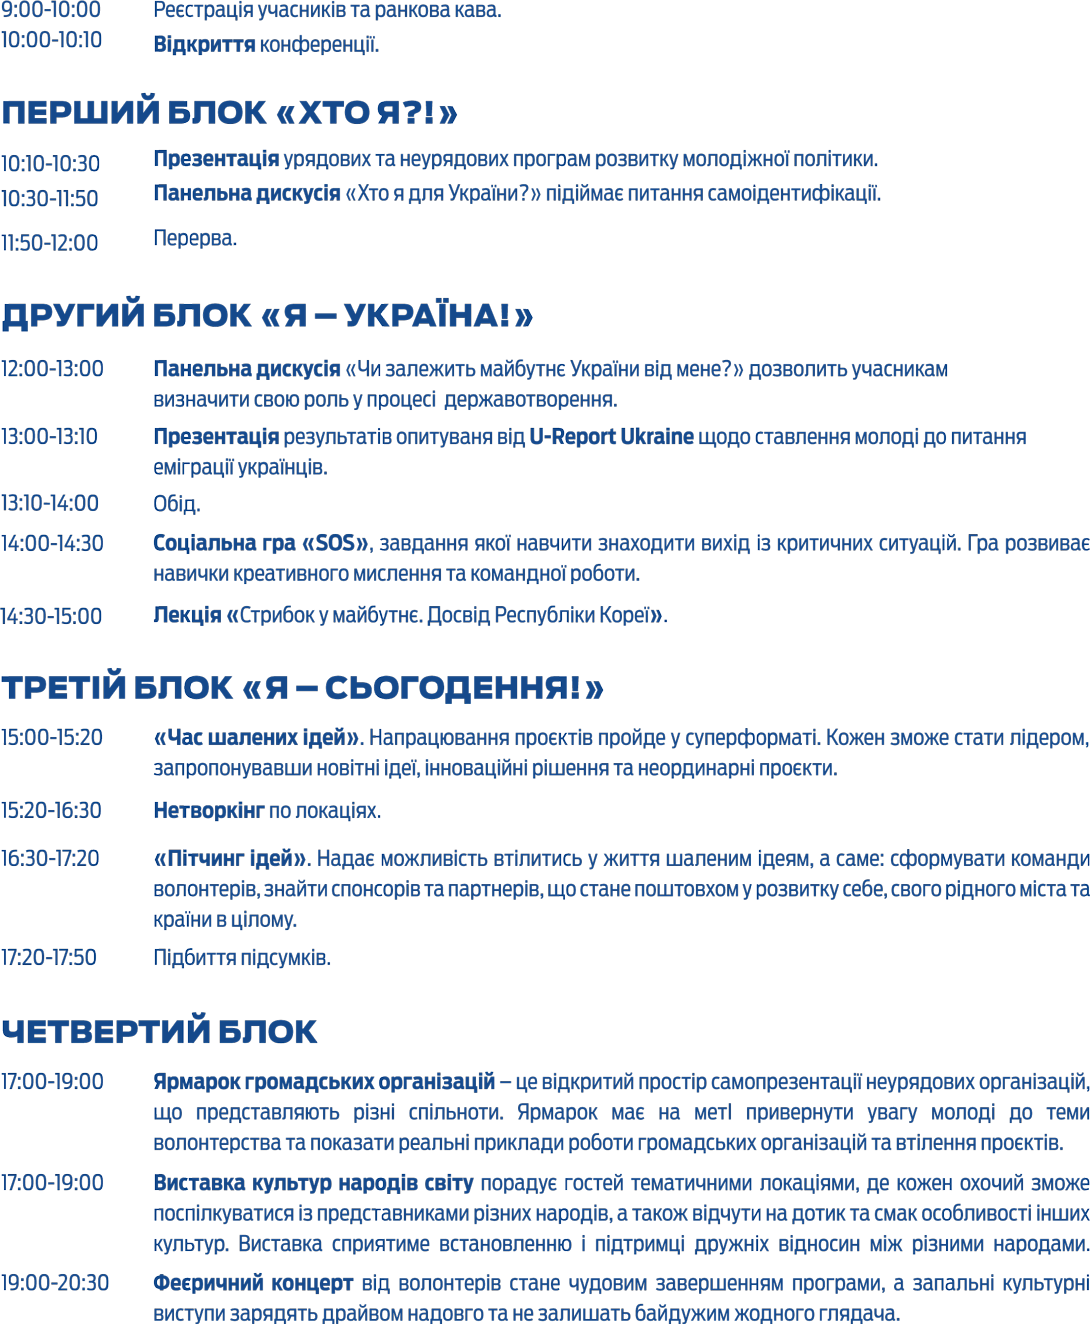 9:00-10:00 Реєстрація учасників та ранкова кава.
10:00-10:10 Відкриття конференції.
ПЕРШИЙ БЛОК «ХТО Я?!»
10:10-10:30 Презентація урядових та неурядових програм розвитку молодіжної політики.
10:30-11:50 Панельна дискусія «Хто я для України?» підіймає питання самоідентифікації.
11:50-12:00 Перерва.
ДРУГИЙ БЛОК «Я – УКРАЇНА!»
12:00-13:00 Панельна дискусія «Чи залежить майбутнє України від мене?» дозволить учасникам
визначити свою роль у процесі державотворення.
13:00-13:10 Презентація результатів опитуваня від U-Report Ukraine щодо ставлення молоді до питання
еміграції українців.
13:10-14:00 Обід.
14:00-14:30 Соціальна гра «SOS», завдання якої навчити знаходити вихід із критичних ситуацій. Гра розвиває
навички креативного мислення та командної роботи.
14:30-15:00 Лекція «Стрибок у майбутнє. Досвід Республіки Кореї».
ТРЕТІЙ БЛОК «Я – СЬОГОДЕННЯ!»
15:00-15:20 «Час шалених ідей». Напрацювання проєктів пройде у суперформаті. Кожен зможе стати лідером,
запропонувавши новітні ідеї, інноваційні рішення та неординарні проєкти.
15:20-16:30 Нетворкінг по локаціях.
16:30-17:20 «Пітчинг ідей». Надає можливість втілитись у життя шаленим ідеям, а саме: сформувати команди
волонтерів, знайти спонсорів та партнерів, що стане поштовхом у розвитку себе, свого рідного міста та
країни в цілому.
17:20-17:50 Підбиття підсумків.
ЧЕТВЕРТИЙ БЛОК
17:00-19:00 Ярмарок громадських організацій – це відкритий простір самопрезентації неурядових організацій,
що представляють різні спільноти. Ярмарок має на метІ привернути увагу молоді до теми
волонтерства та показати реальні приклади роботи громадських організацій та втілення проєктів.
17:00-19:00 Виставка культур народів світу порадує гостей тематичними локаціями, де кожен охочий зможе
поспілкуватися із представниками різних народів, а також відчути на дотик та смак особливості інших
культур. Виставка сприятиме встановленню і підтримці дружніх відносин між різними народами.
19:00-20:30 Феєричний концерт від волонтерів стане чудовим завершенням програми, а запальні культурні
виступи зарядять драйвом надовго та не залишать байдужим жодного глядача.